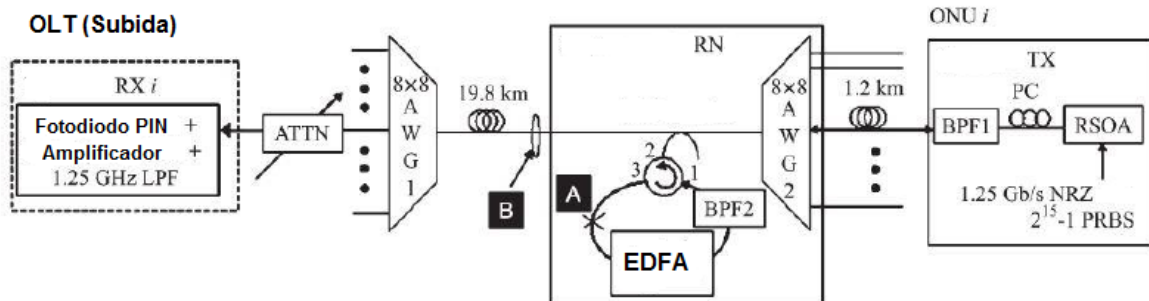 OLT (Subida)
RX i
Fotodiodo PIN +
Amplificador +
1.25 GHz LPF
ATTN
8×8
A
W
G
1
19.8 km
B
RN
2
3
1
A
BPF2
EDFA
8×8
A
W
G
2
1.2 km
ONU i
TX
BPF1
PC
RSOA
1.25 Gb/s NRZ
2¹⁵-1 PRBS